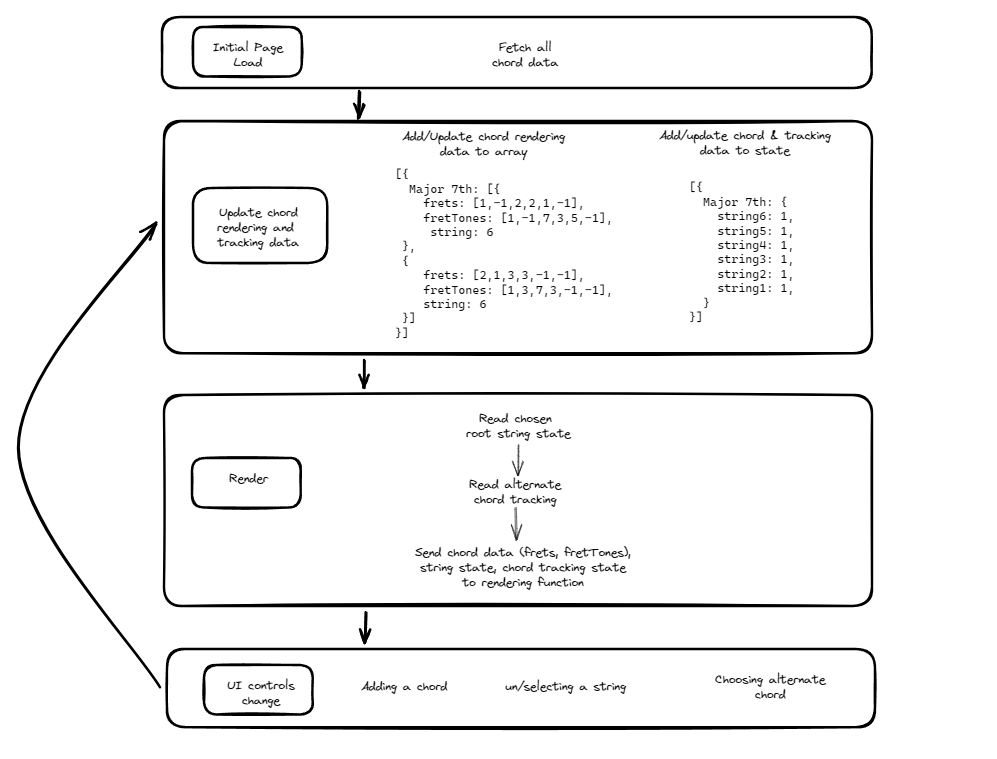 Initial Page
Load
Fetch all
chord data
Add/Update chord rendering
data to array
Add/update chord & tracking
data to state
Update chord
rendering and
tracking data
[{
Major 7th: [{
frets: [1,-1,2,2,1,-1],
fretTones: [1,-1,7,3,5,-1],
string: 6
},
{
frets: [2,1,3,3,-1,-1],
fretTones: [1,3,7,3,-1,-1],
string: 6
}]
}]
[{
Major 7th: {
string6: 1,
string5: 1,
string4: 1,
string3: 1,
string2: 1,
string1: 1,
}
}]
Render
Read chosen
root string state
Read alternate
chord tracking
Send chord data (frets, fretTones),
string state, chord tracking state
to rendering function
UI controls
change
Adding a chord
un/selecting a string
Choosing alternate
chord